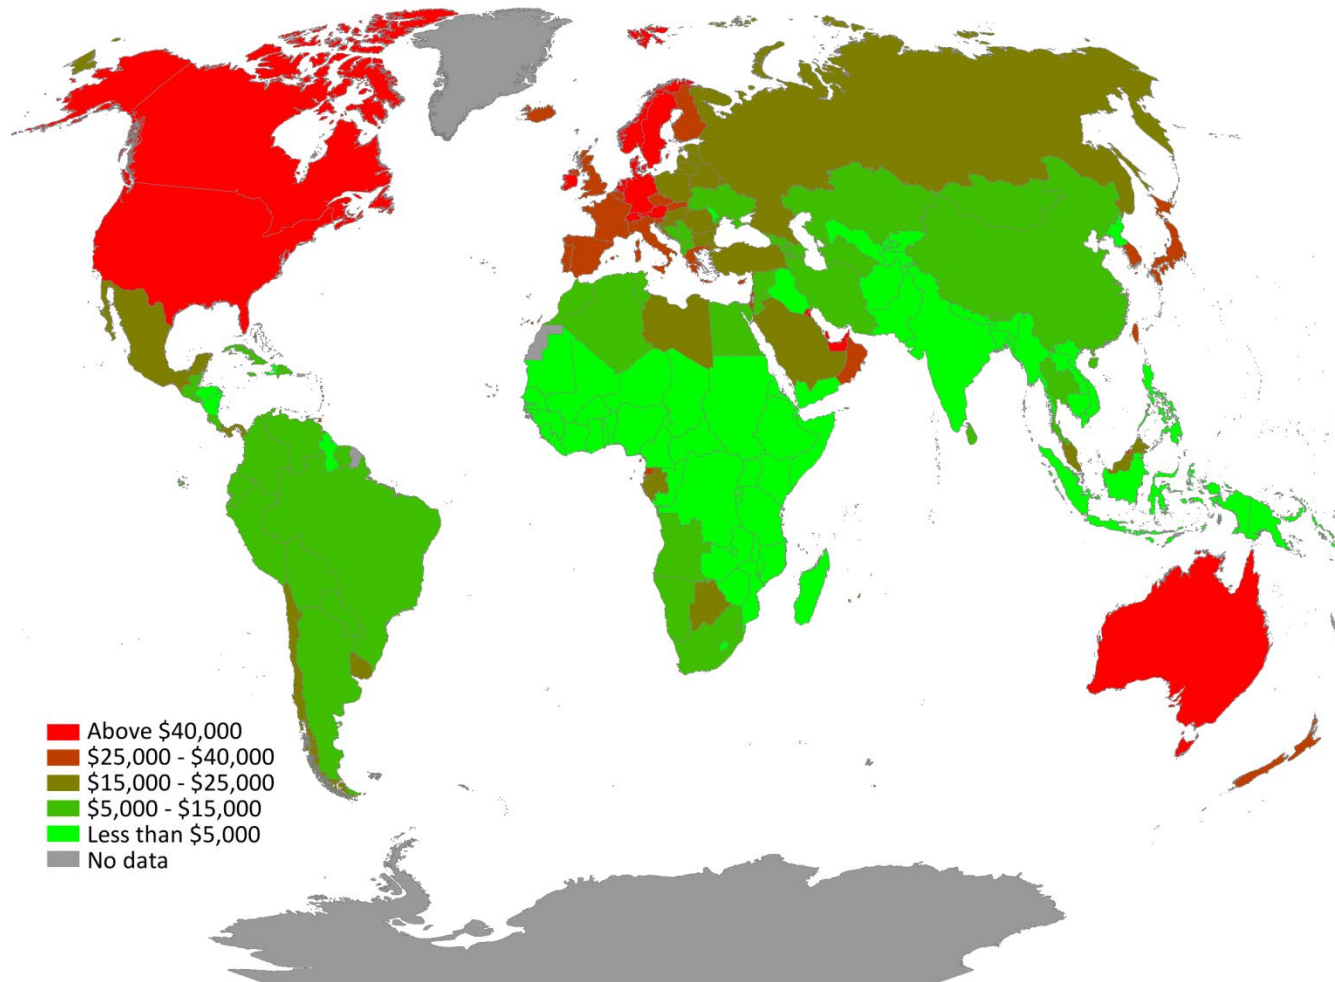 Above $40,000
$25,000 - $40,000
$15,000 - $25,000
$5,000 - $15,000
Less than $5,000
No data